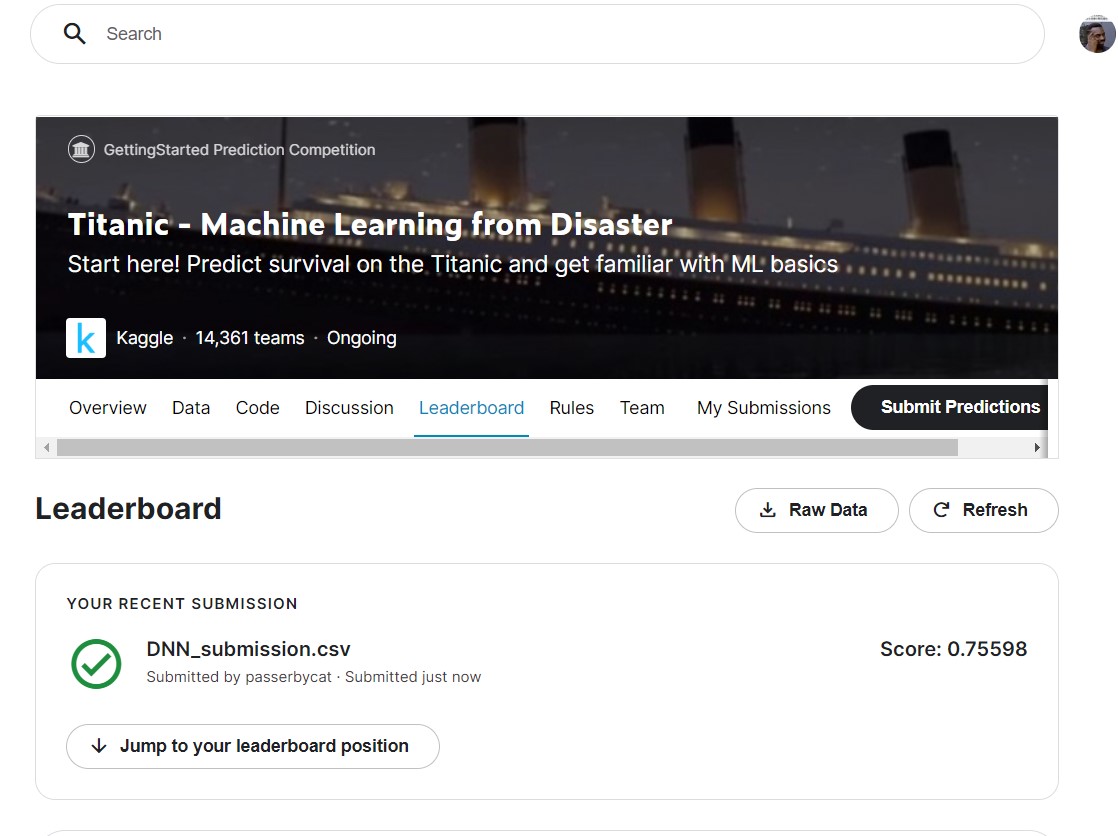 Search
GettingStarted Prediction Competition
Titanic - Machine Learning from Disaster
Start here! Predict survival on the Titanic and get familiar with ML basics
k Kaggle · 14,361 teams · Ongoing
Overview Data Code Discussion Leaderboard Rules Team My Submissions Submit Predictions
Leaderboard Raw Data Refresh
YOUR RECENT SUBMISSION
DNN_submission.csv Score: 0.75598
Submitted by passerbycat · Submitted just now
Jump to your leaderboard position